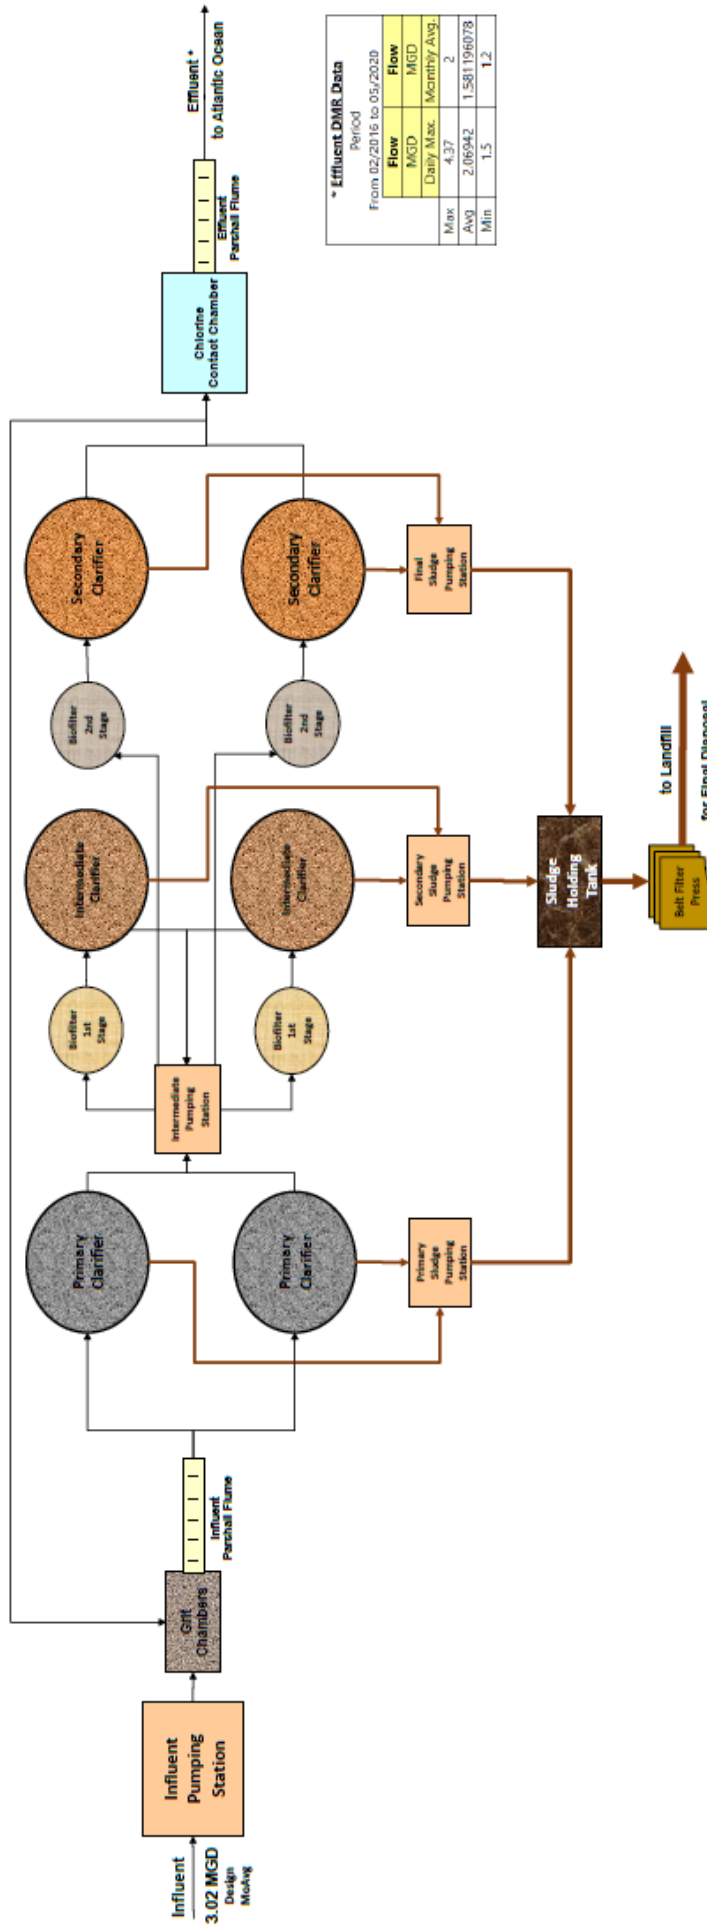 Influent
3.02 MGD
Design
MoAvg
Influent
Pumping
Station
Grit
Chambers
Influent
Parshall Flume
Primary
Clarifier
Primary
Clarifier
Primary
Sludge
Pumping
Station
Intermediate
Pumping
Station
Biofilter
1st
Stage
Biofilter
1st
Stage
Intermediate
Clarifier
Intermediate
Clarifier
Secondary
Sludge
Pumping
Station
Biofilter
2nd
Stage
Biofilter
2nd
Stage
Secondary
Clarifier
Secondary
Clarifier
Final
Sludge
Pumping
Station
Sludge
Holding
Tank
Belt Filter
Press
to Landfill
for Final Disposal
Chlorine
Contact Chamber
Effluent
Parshall Flume
Effluent *
to Atlantic Ocean
* Effluent DMR Data
Period
From 02/2016 to 05/2020
Flow Flow
MGD MGD
Daily Max. Monthly Avg.
Max 4.37 2
Avg 2.06942 1.581196078
Min 1.5 1.2